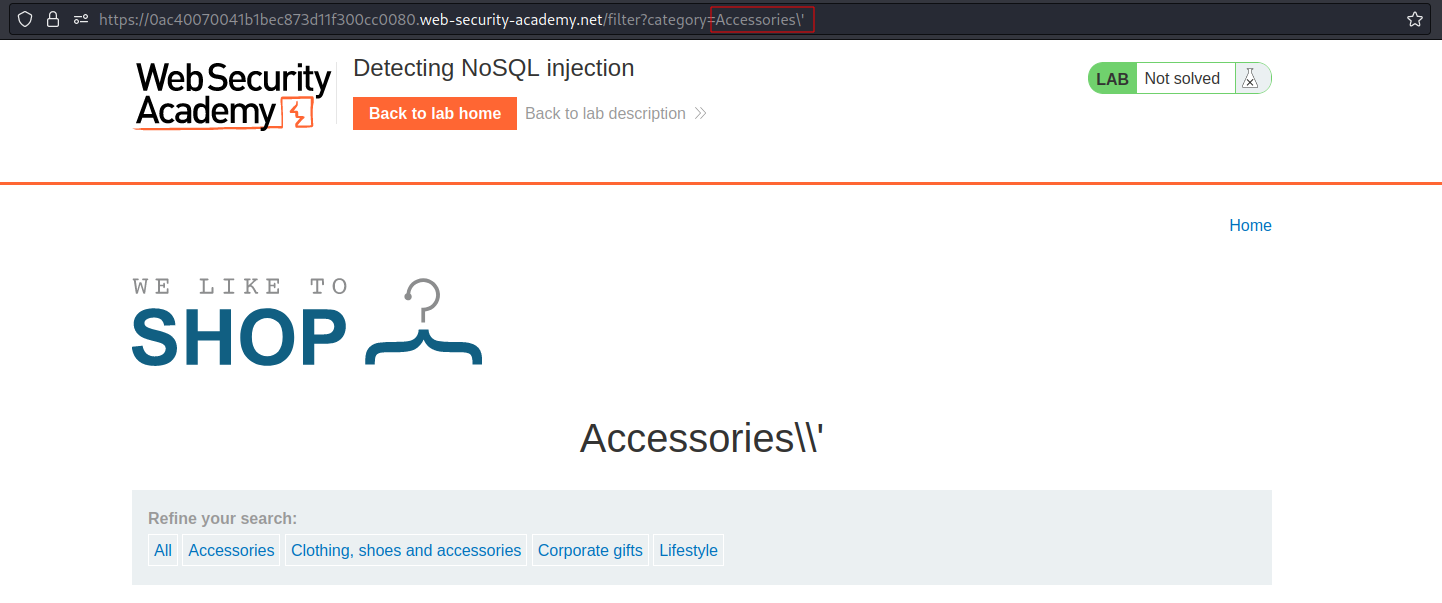 https://0ac40070041b1bec873d11f300cc0080.web-security-academy.net/filter?category=Accessories\\'
WebSecurity
Academy
Detecting NoSQL injection
Back to lab home
Back to lab description
LAB
Not solved
Home
WE LIKE TO
SHOP
Accessories\\'
Refine your search:
All
Accessories
Clothing, shoes and accessories
Corporate gifts
Lifestyle